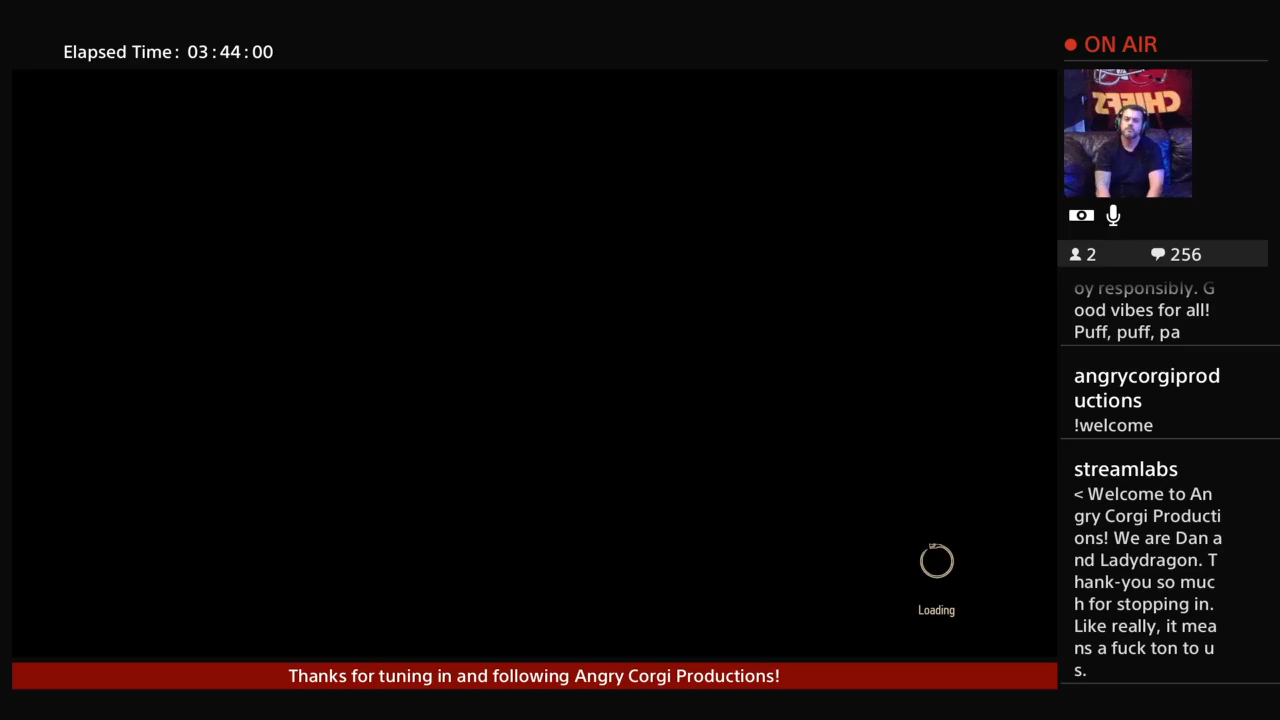 Elapsed Time: 03:44:00
ON AIR
CHIEFS
2 256
oy responsibly. G
ood vibes for all!
Puff, puff, pa
angrycorgiprod
uctions
!welcome
streamlabs
< Welcome to An
gry Corgi Producti
ons! We are Dan a
nd Ladydragon. T
hank-you so muc
h for stopping in.
Like really, it mea
ns a fuck ton to u
s.
Loading
Thanks for tuning in and following Angry Corgi Productions!